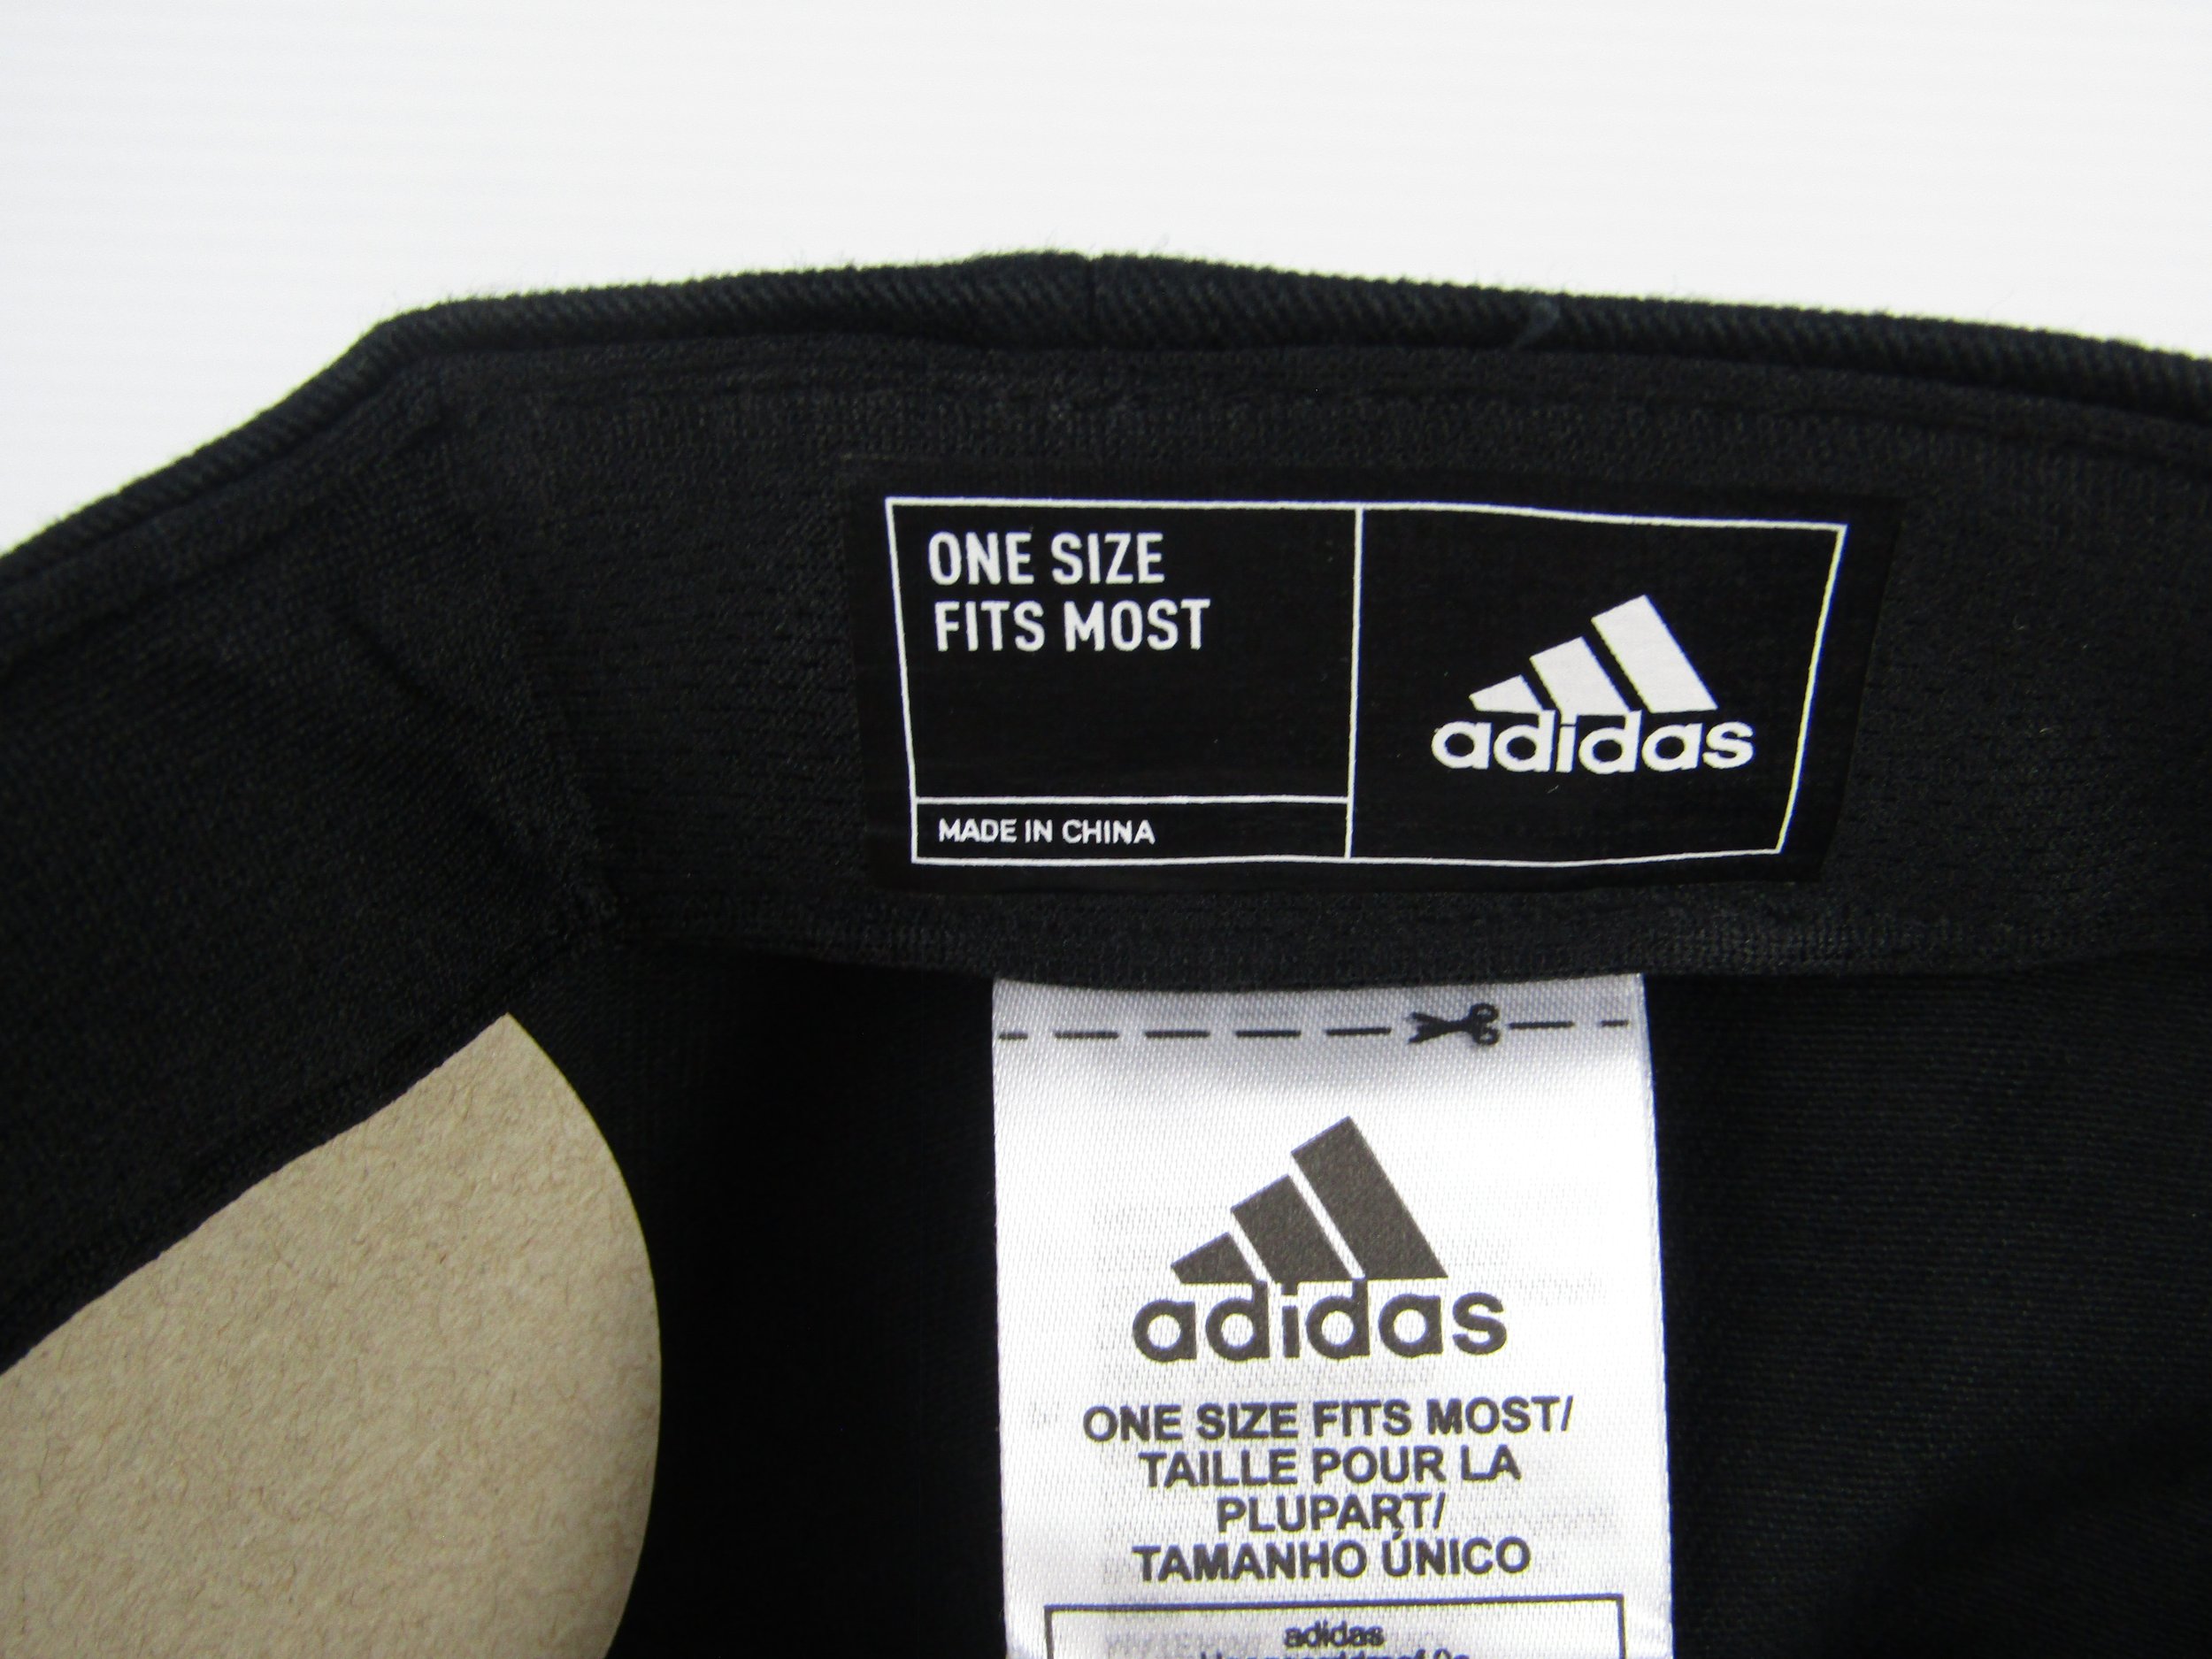 ONE SIZE
FITS MOST
adidas
MADE IN CHINA
adidas
ONE SIZE FITS MOST/
TAILLE POUR LA
PLUPART/
TAMANHO ÚNICO
adidas